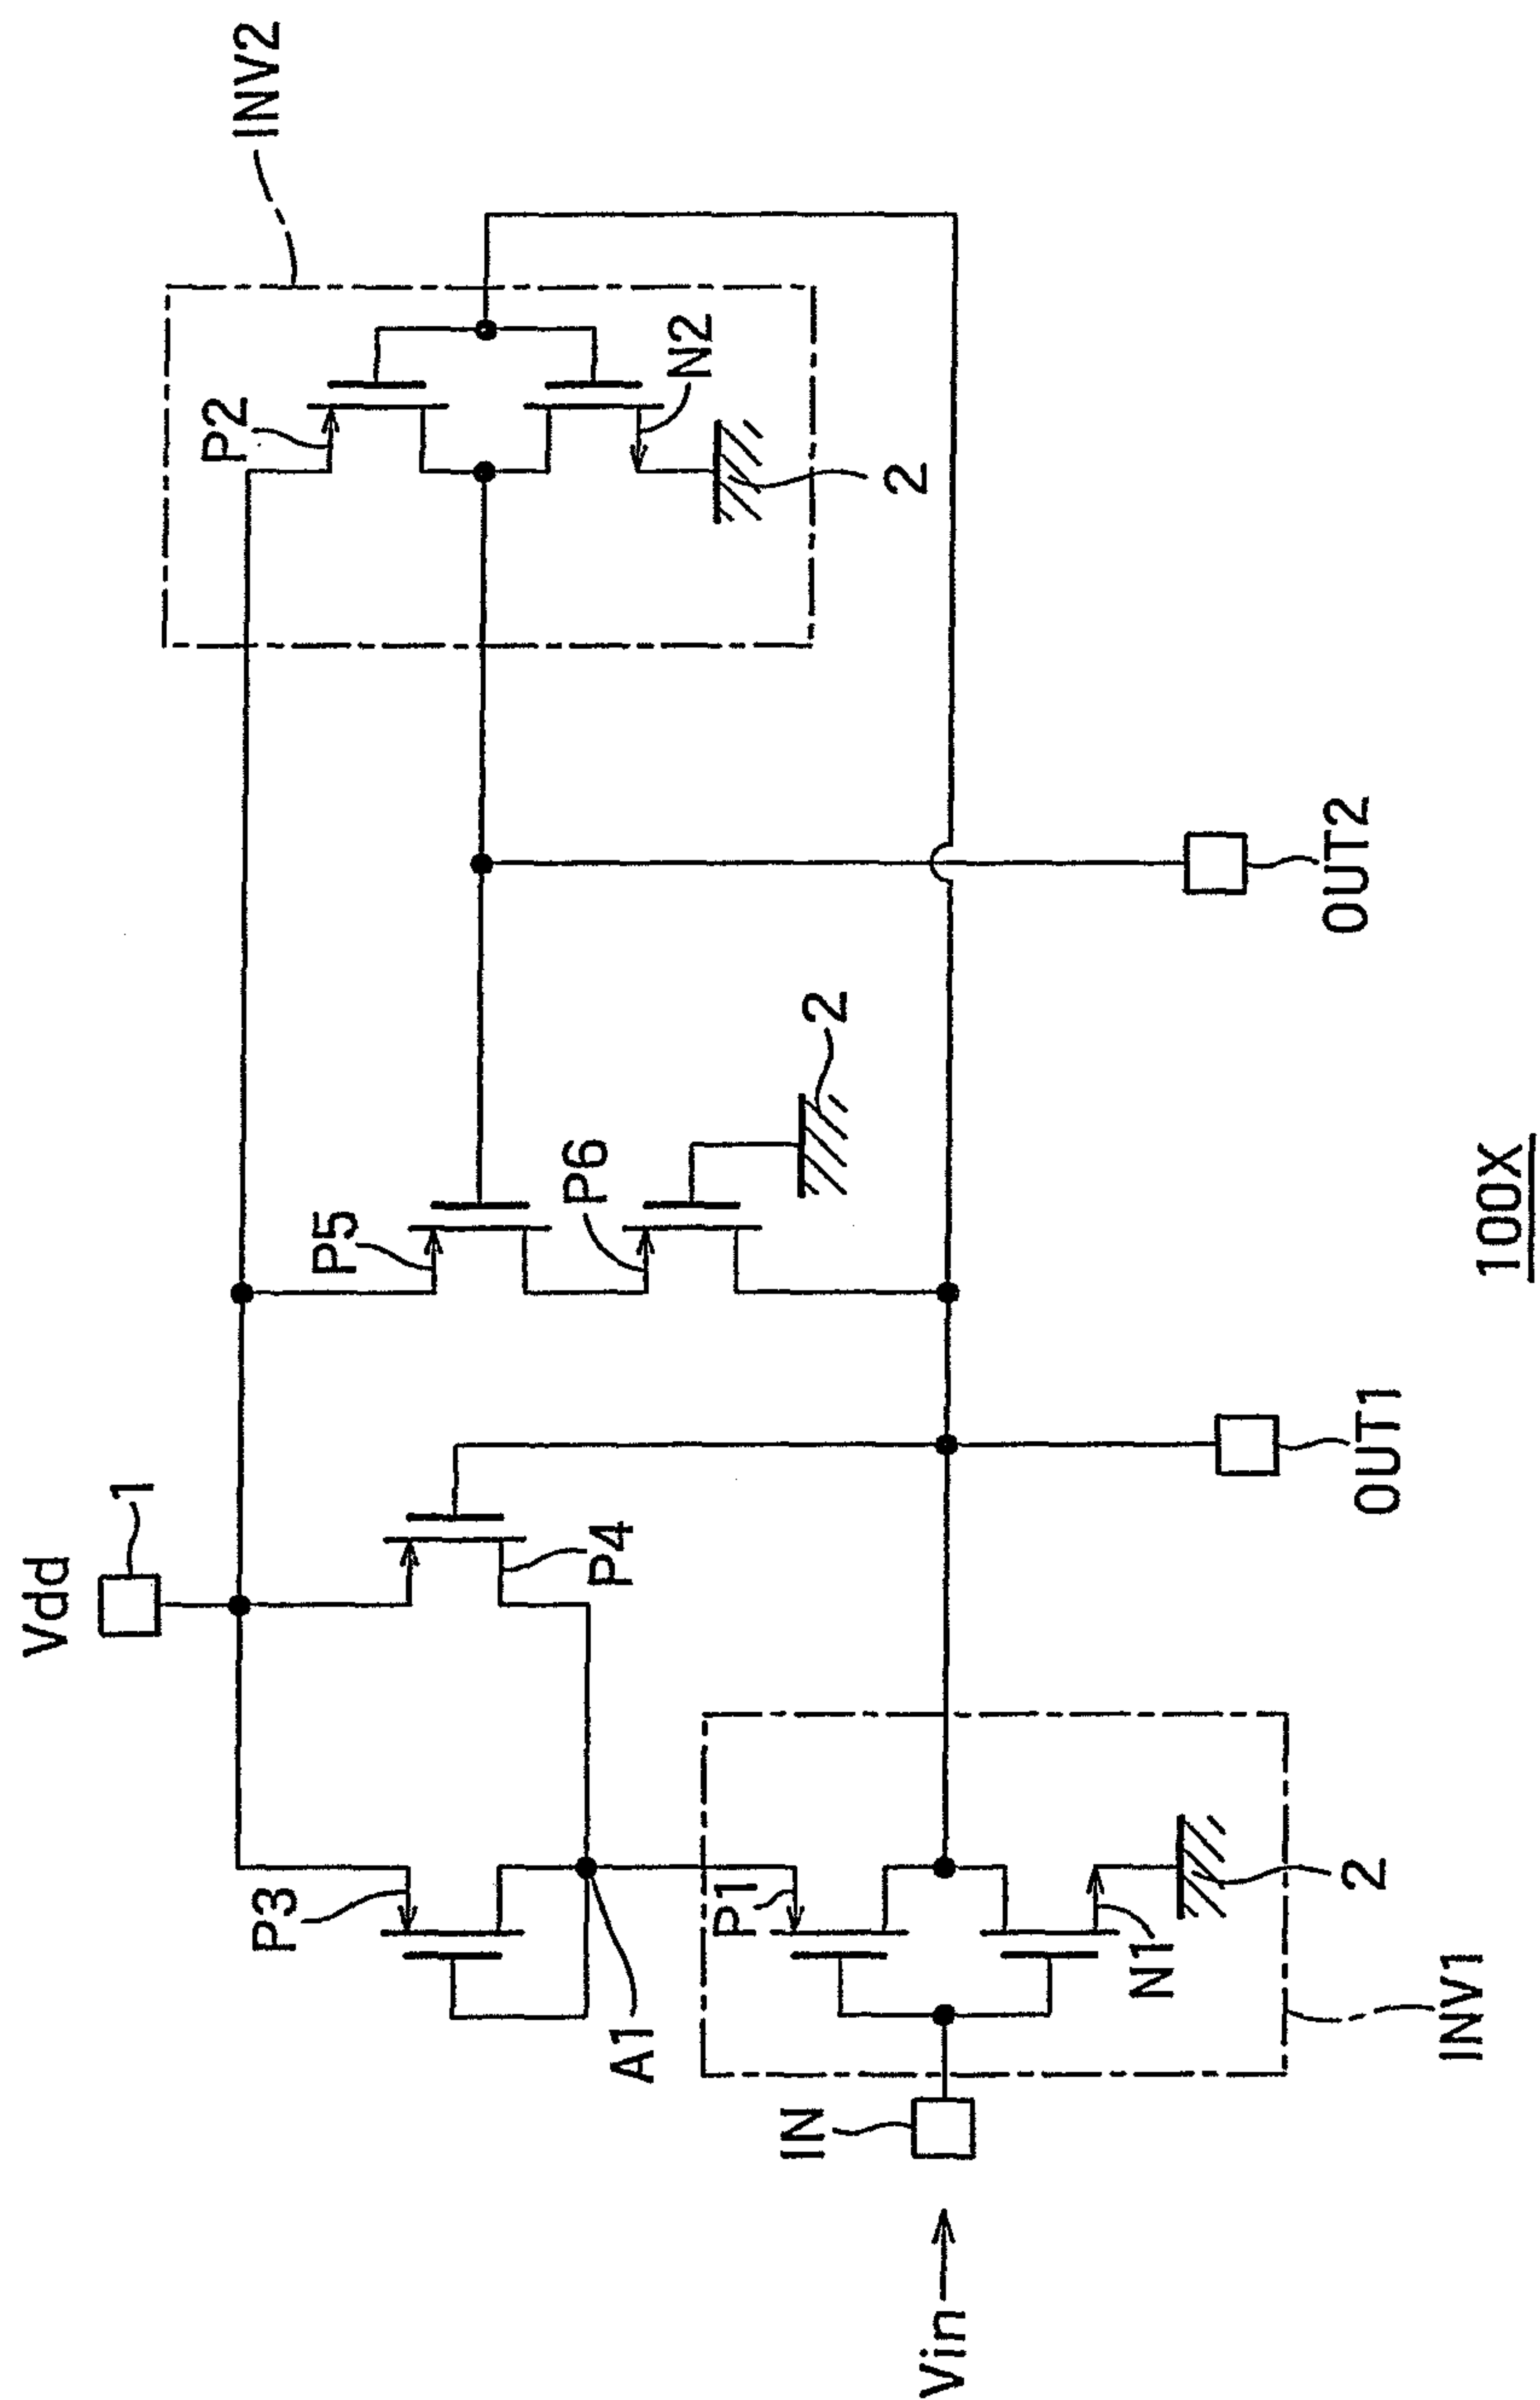 Vdd
1
P3
P4
P5
P6
2
P2
N2
2
INV2
A1
P1
N1
2
IN
Vin
INV1
OUT1
OUT2
100X